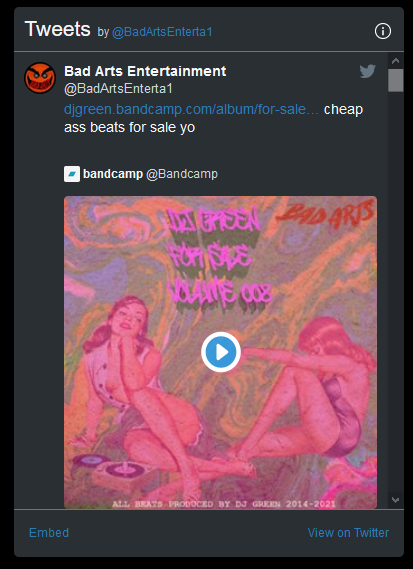 Tweets by @BadArtsEnterta1
Bad Arts Entertainment
@BadArtsEnterta1
djgreen.bandcamp.com/album/for-sale… cheap
ass beats for sale yo
bandcamp @Bandcamp
BAD ARTS
DJ GREEN
FOR SALE
VOLUME 008
ALL BEATS PRODUCED BY DJ GREEN 2014-2021
Embed
View on Twitter